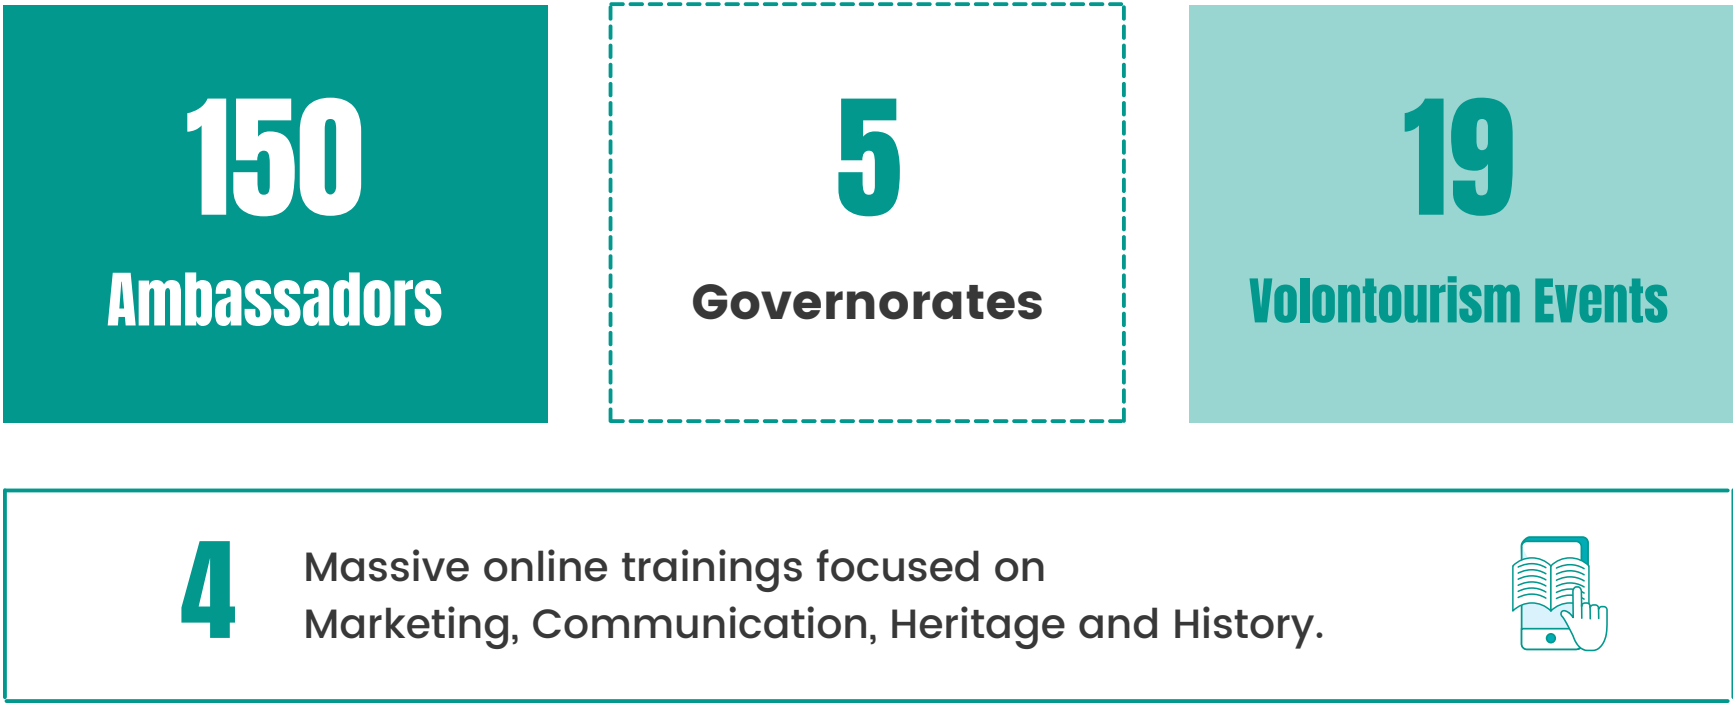 150
Ambassadors
5
Governorates
19
Volontourism Events
4
Massive online trainings focused on
Marketing, Communication, Heritage and History.